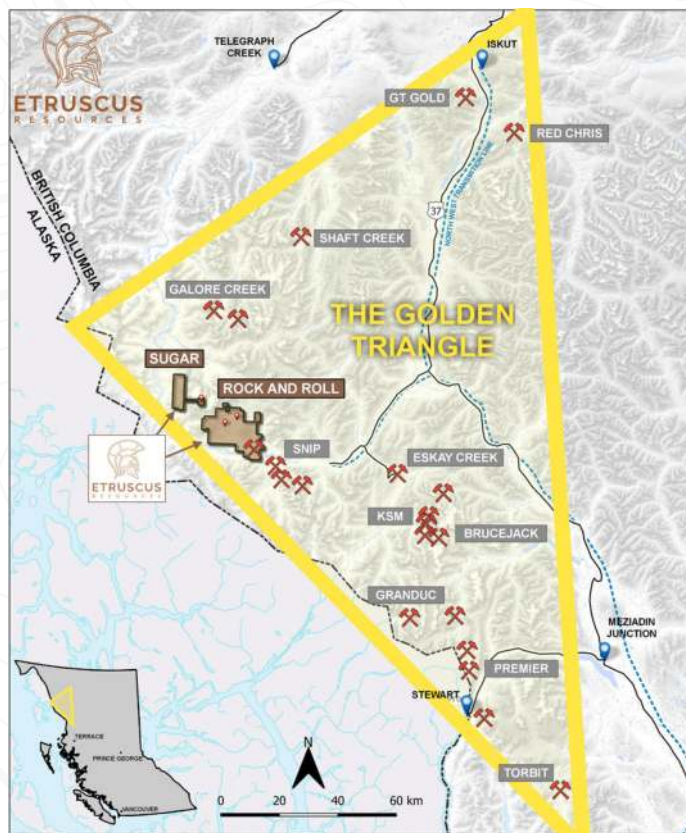 TELEGRAPH
CREEK
ISKUT
ETRUSCUS
RESOURCES
GT GOLD
RED CHRIS
BRITISH COLUMBIA
ALASKA
37
NORTH WEST TRANSMISSION LINE
SHAFT CREEK
GALORE CREEK
THE GOLDEN
TRIANGLE
SUGAR
ROCK AND ROLL
SNIP
ESKAY CREEK
ETRUSCUS
RESOURCES
KSM
BRUCEJACK
GRANDUC
MEZIADIN
JUNCTION
PREMIER
STEWART
TORBIT
TERRACE
PRINCE GEORGE
VANCOUVER
N
0 20 40 60 km